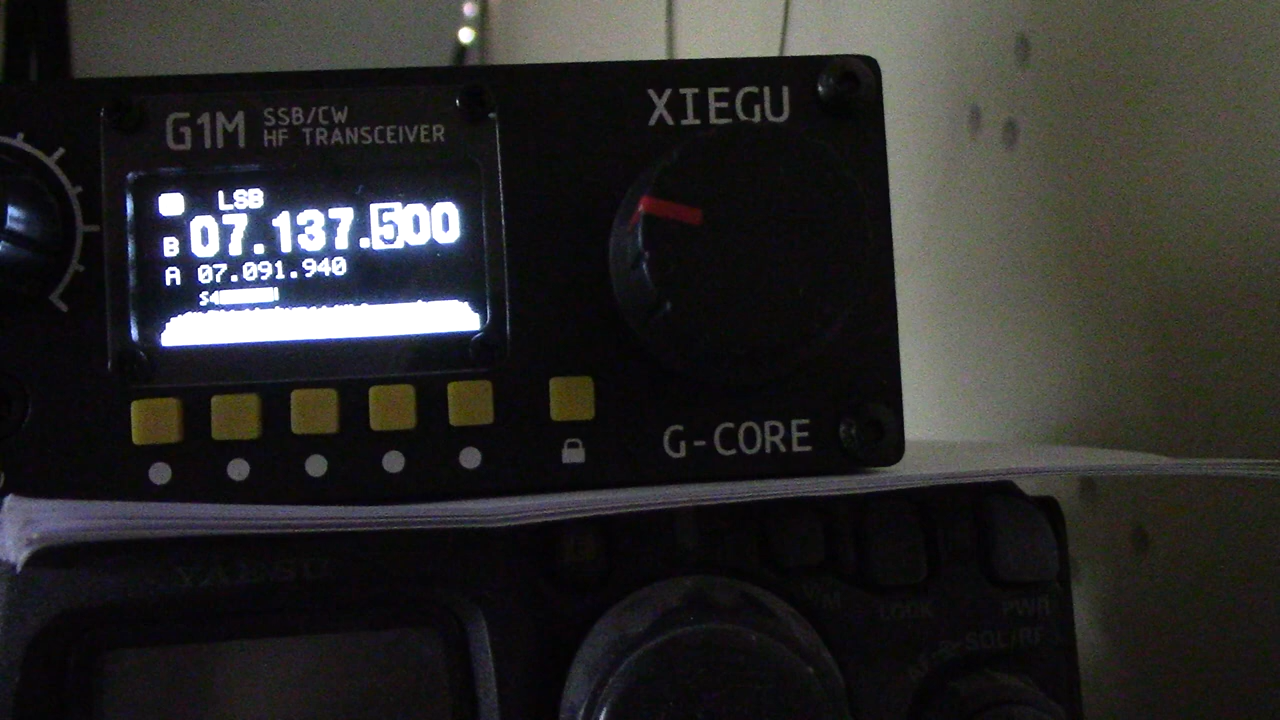 G1M SSB/CW
HF TRANSCEIVER
XIEGU
LSB
B 07.137.500
A 07.091.940
S4
G-CORE
YAESU
V/M
LOCK
PWR
SQL/RF